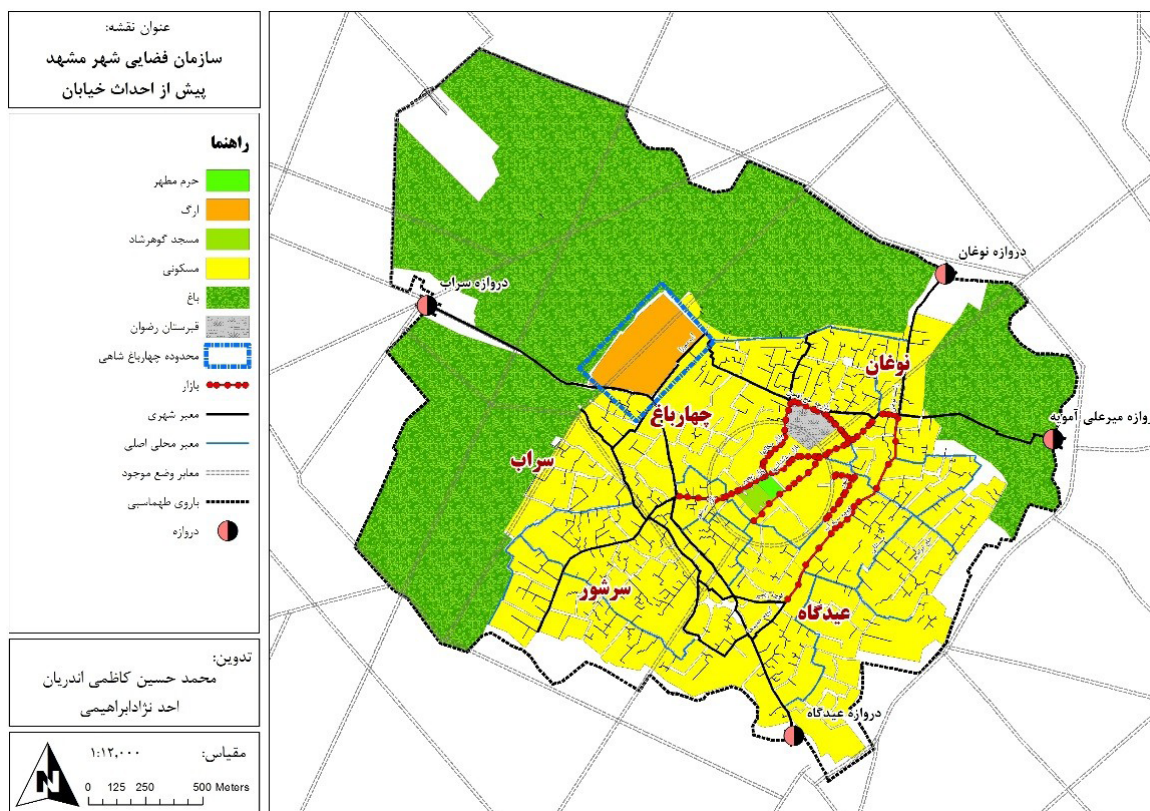 عنوان نقشه:
سازمان فضایی شهر مشهد
پیش از احداث خیابان
راهنما
حرم مطهر
ارگ
مسجد گوهرشاد
مسکونی
باغ
قبرستان رضوان
محدوده چهارباغ شاهی
بازار
معبر شهری
معبر محلی اصلی
معابر وضع موجود
باروی طهماسبی
دروازه
تدوین:
محمد حسین کاظمی اندریان
احد نژادابراهیمی
مقیاس:
۱:۱۲,۰۰۰
N
0 125 250 500 Meters
دروازه نوغان
دروازه سراب
نوغان
دروازه میرعلی آمویه
چهارباغ
سراب
سرشور
عیدگاه
دروازه عیدگاه